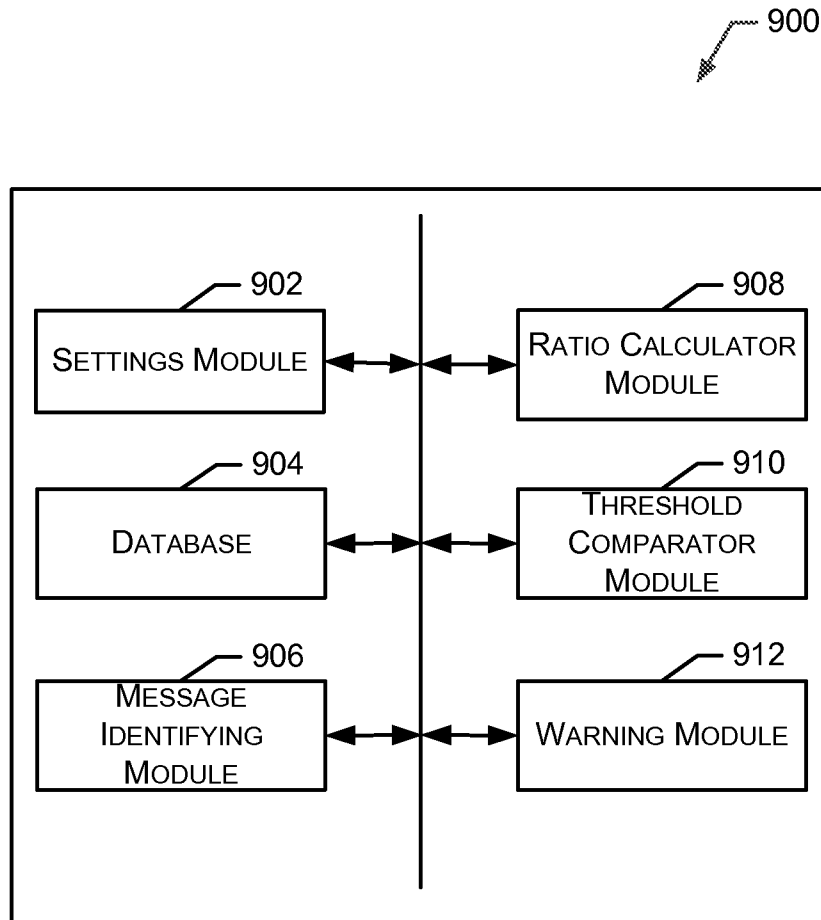 900
902
SETTINGS MODULE
904
DATABASE
906
MESSAGE
IDENTIFYING
MODULE
908
RATIO CALCULATOR
MODULE
910
THRESHOLD
COMPARATOR
MODULE
912
WARNING MODULE